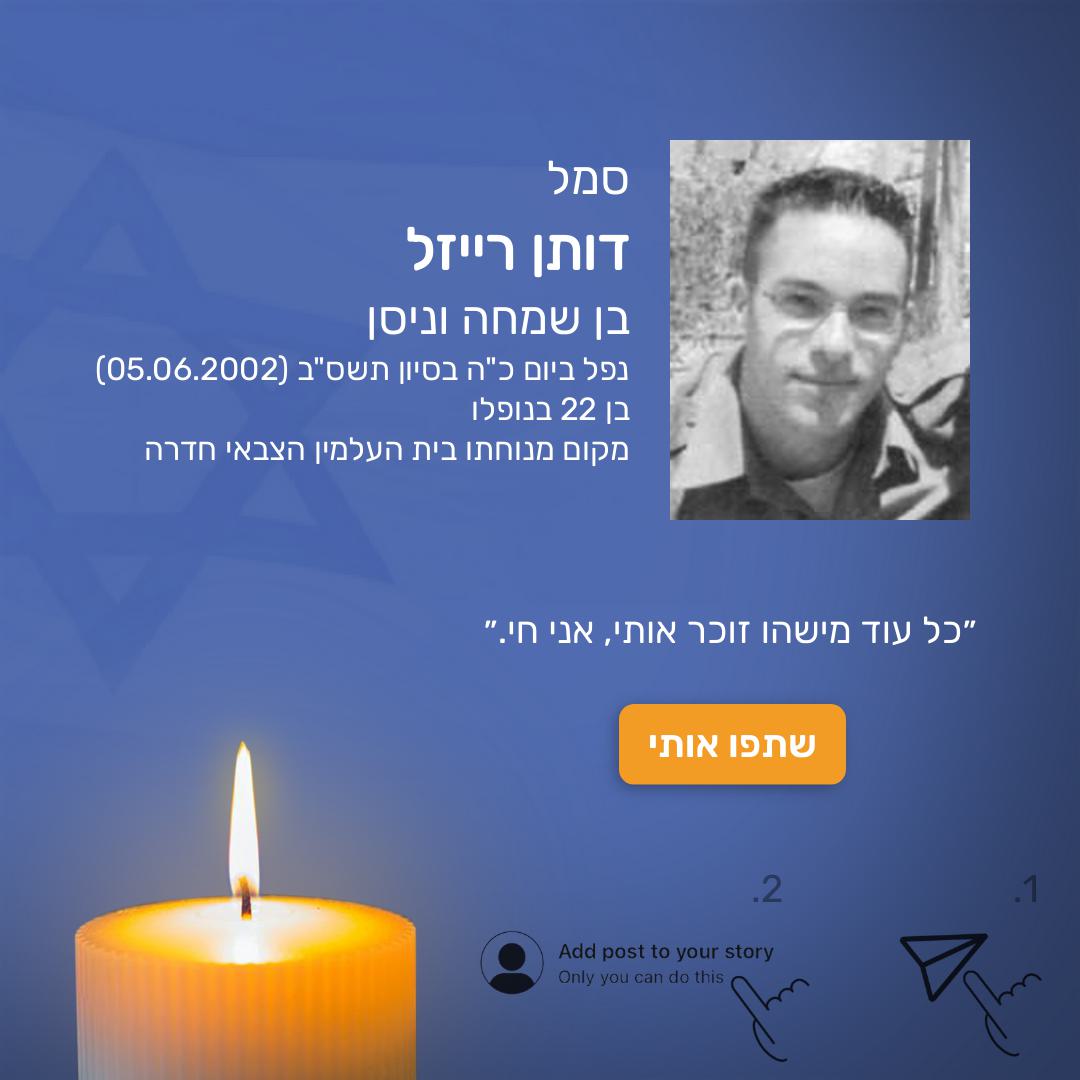 סמל
דותן רייזל
בן שמחה וניסן
נפל ביום כ"ה בסיון תשס"ב (05.06.2002)
בן 22 בנופלו
מקום מנוחתו בית העלמין הצבאי חדרה
״כל עוד מישהו זוכר אותי, אני חי.״
שתפו אותי
.1
.2
Add post to your story
Only you can do this